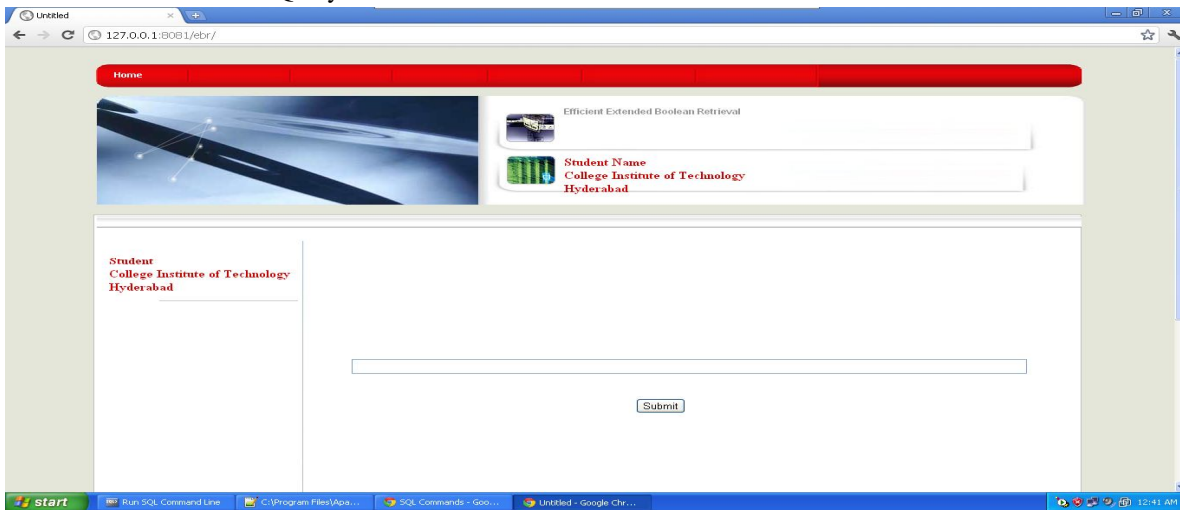 Untitled
127.0.0.1:8081/ebr/
Home
Efficient Extended Boolean Retrieval
Student Name
College Institute of Technology
Hyderabad
Student
College Institute of Technology
Hyderabad
Submit
start
Run SQL Command Line
C:\Program Files\Apa...
SQL Commands - Goo...
Untitled - Google Chr...
12:41 AM